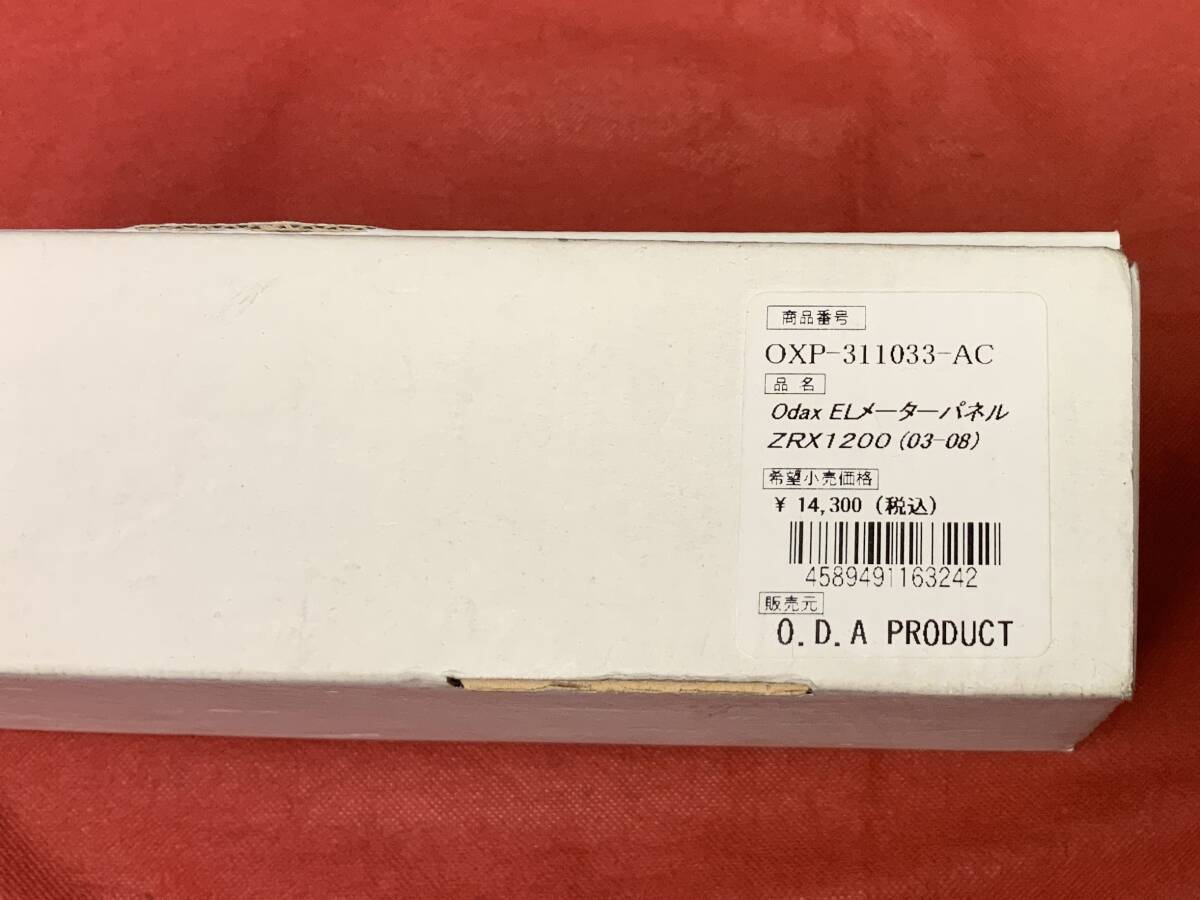 商品番号
OXP-311033-AC
品名
Odax ELメーターパネル
ZRX1200 (03-08)
希望小売価格
¥ 14,300 (税込)
4589491163242
販売元
O.D.A PRODUCT